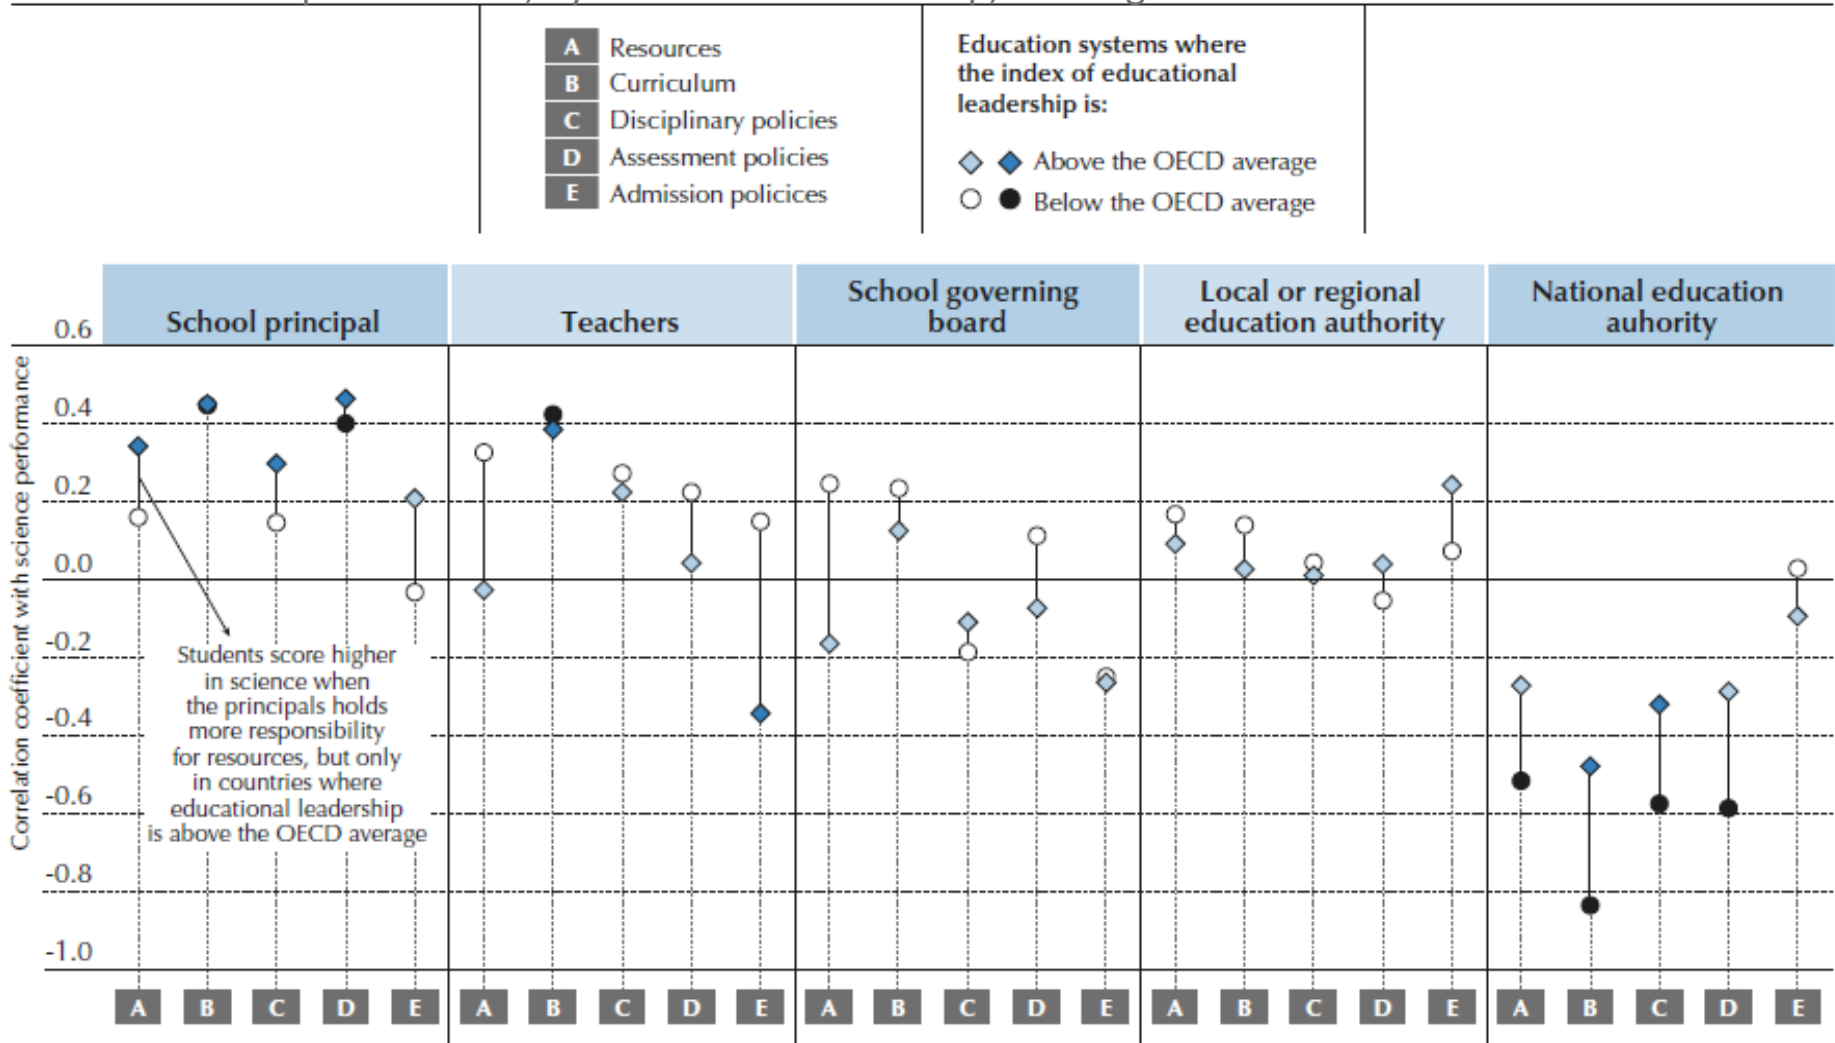 A Resources
B Curriculum
C Disciplinary policies
D Assessment policies
E Admission policices
Education systems where
the index of educational
leadership is:
Above the OECD average
Below the OECD average
School principal
Teachers
School governing
board
Local or regional
education authority
National education
auhority
Correlation coefficient with science performance
0.6
0.4
0.2
0.0
-0.2
-0.4
-0.6
-0.8
-1.0
Students score higher
in science when
the principals holds
more responsibility
for resources, but only
in countries where
educational leadership
is above the OECD average
A B C D E A B C D E A B C D E A B C D E A B C D E